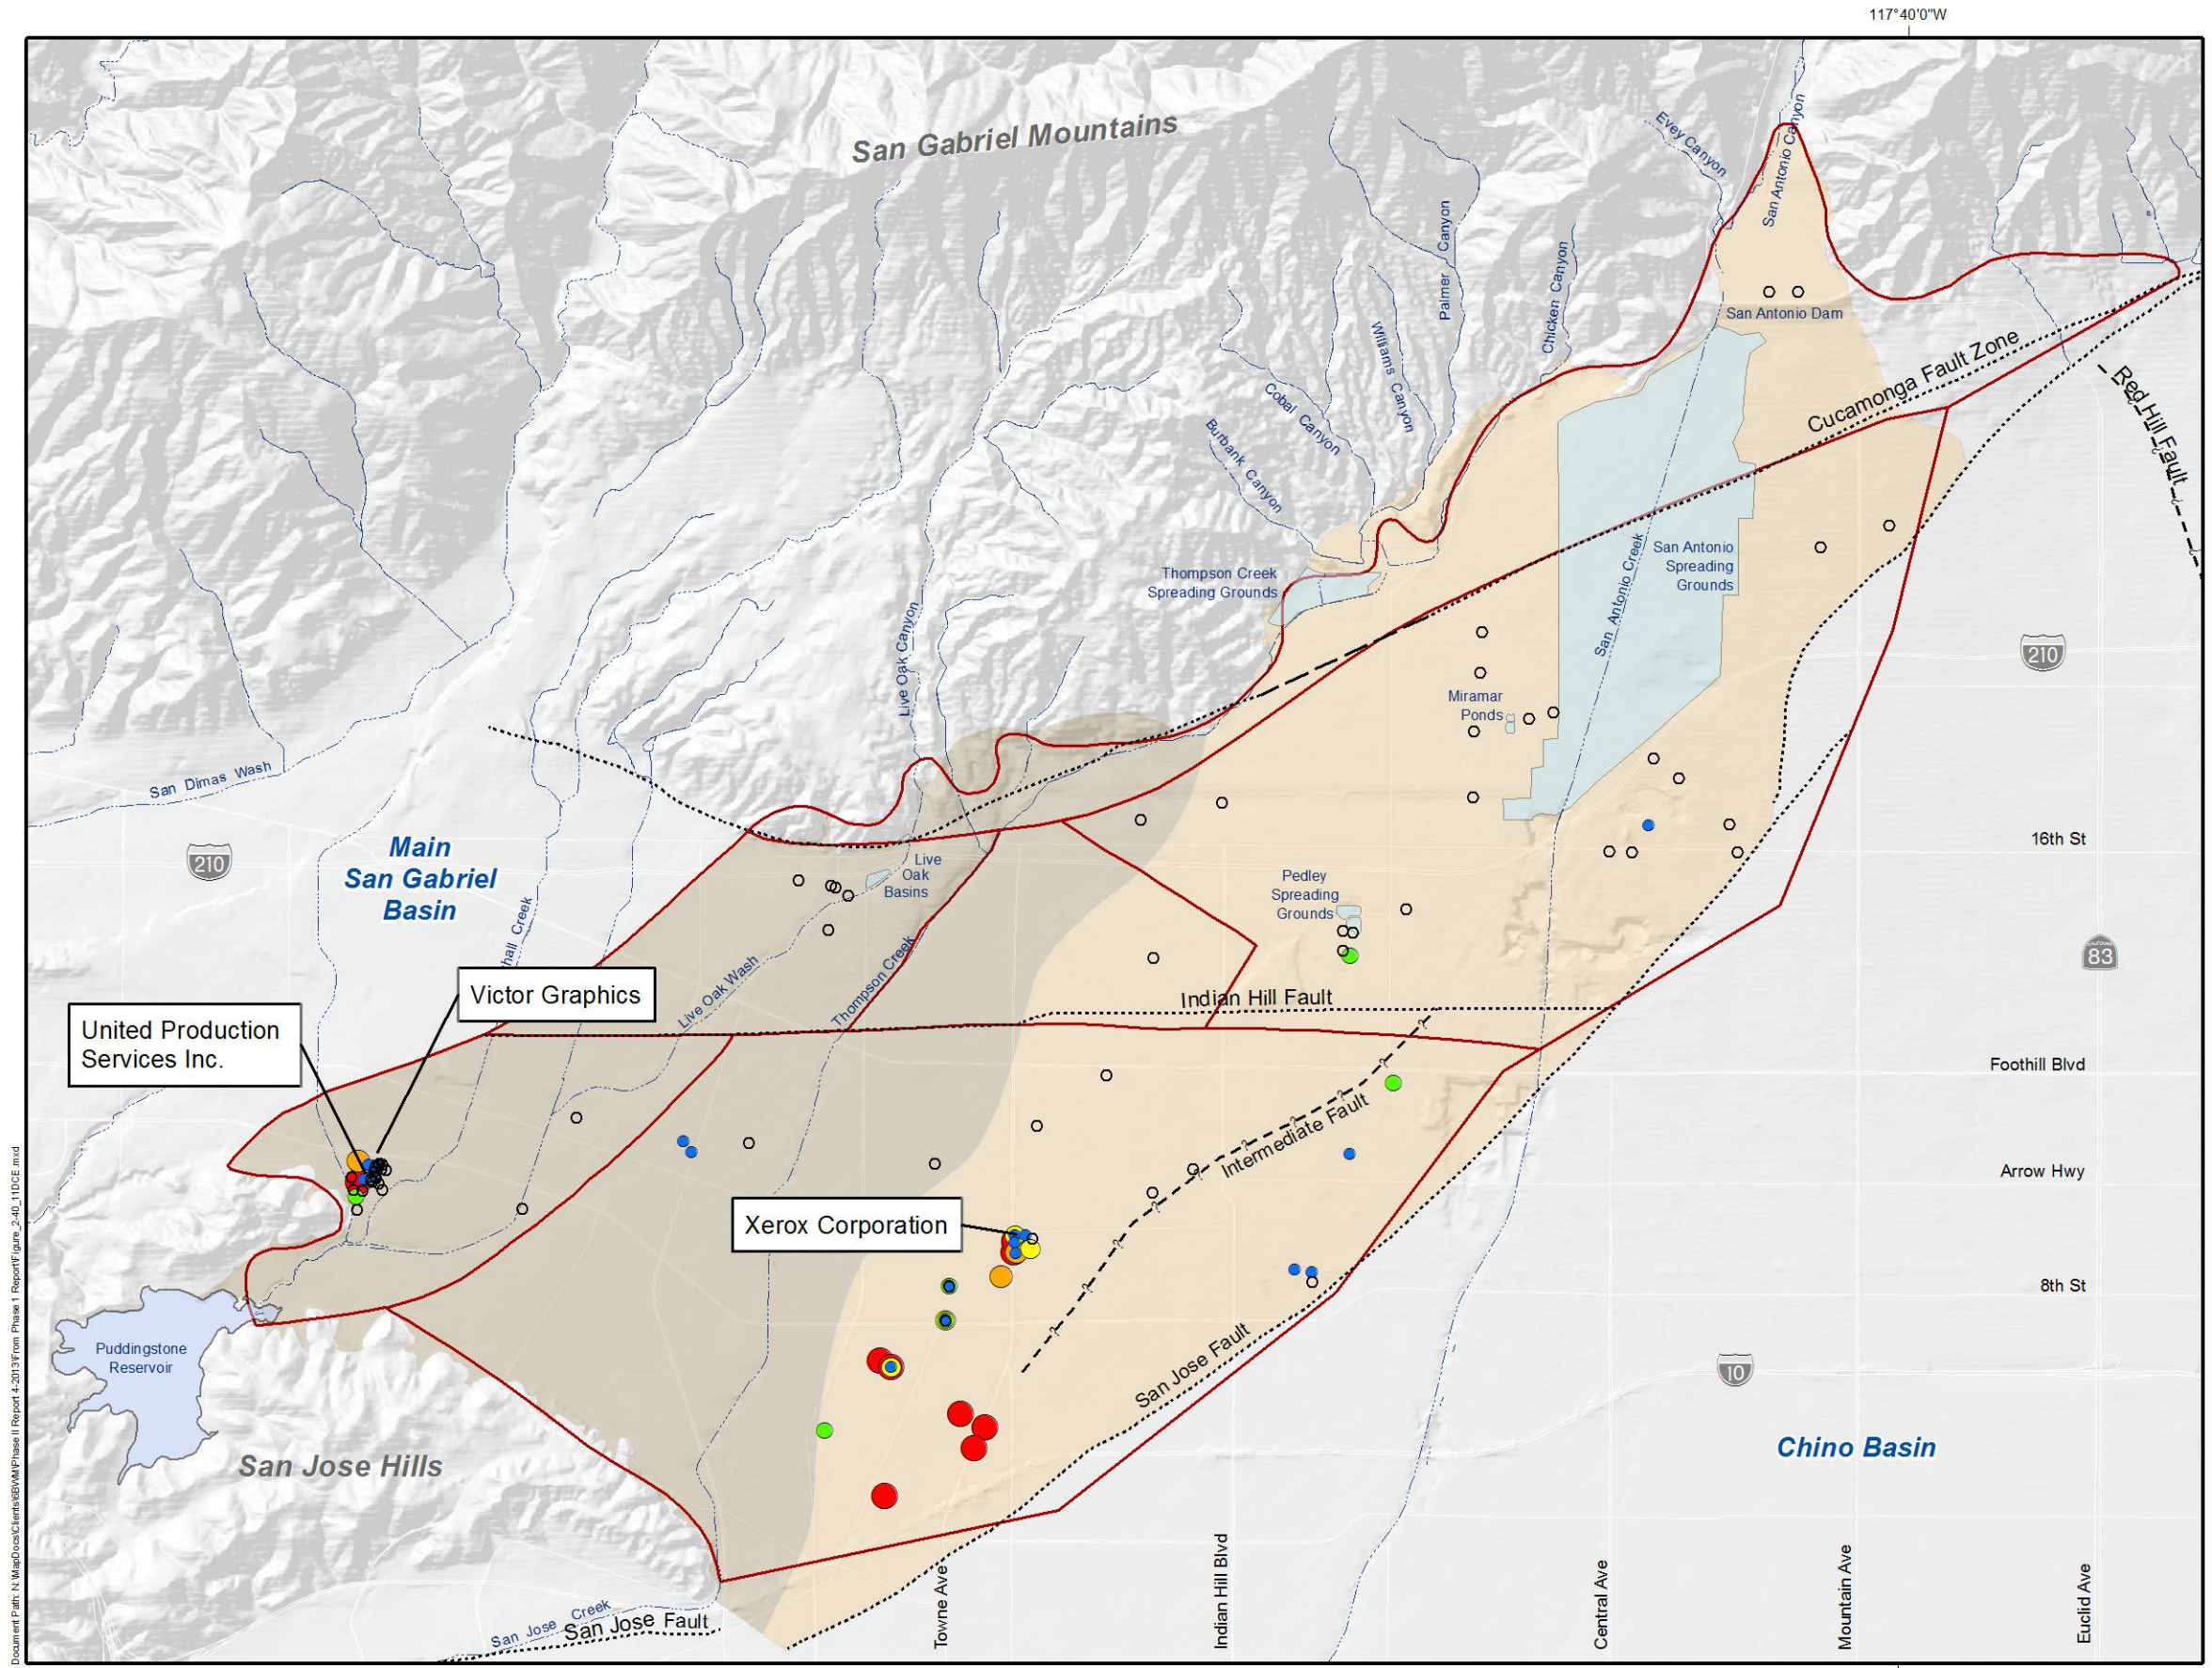 117°40'0"W
San Gabriel Mountains
Evey Canyon
San Antonio Canyon
Palmer Canyon
Chicken Canyon
Williams Canyon
Cobal Canyon
Burbank Canyon
San Antonio Dam
Cucamonga Fault Zone
Red Hill Fault
San Antonio
Spreading
Grounds
San Antonio Creek
Thompson Creek
Spreading Grounds
Live Oak Canyon
210
Miramar
Ponds
San Dimas Wash
210
Main
San Gabriel
Basin
16th St
Live
Oak
Basins
Pedley
Spreading
Grounds
83
Live Oak Wash
Thompson Creek
Indian Hill Fault
Victor Graphics
United Production
Services Inc.
Foothill Blvd
Intermediate Fault
Arrow Hwy
Xerox Corporation
8th St
Puddingstone
Reservoir
San Jose Fault
10
San Jose Hills
Chino Basin
San Jose Creek
San Jose Fault
Towne Ave
Indian Hill Blvd
Central Ave
Mountain Ave
Euclid Ave